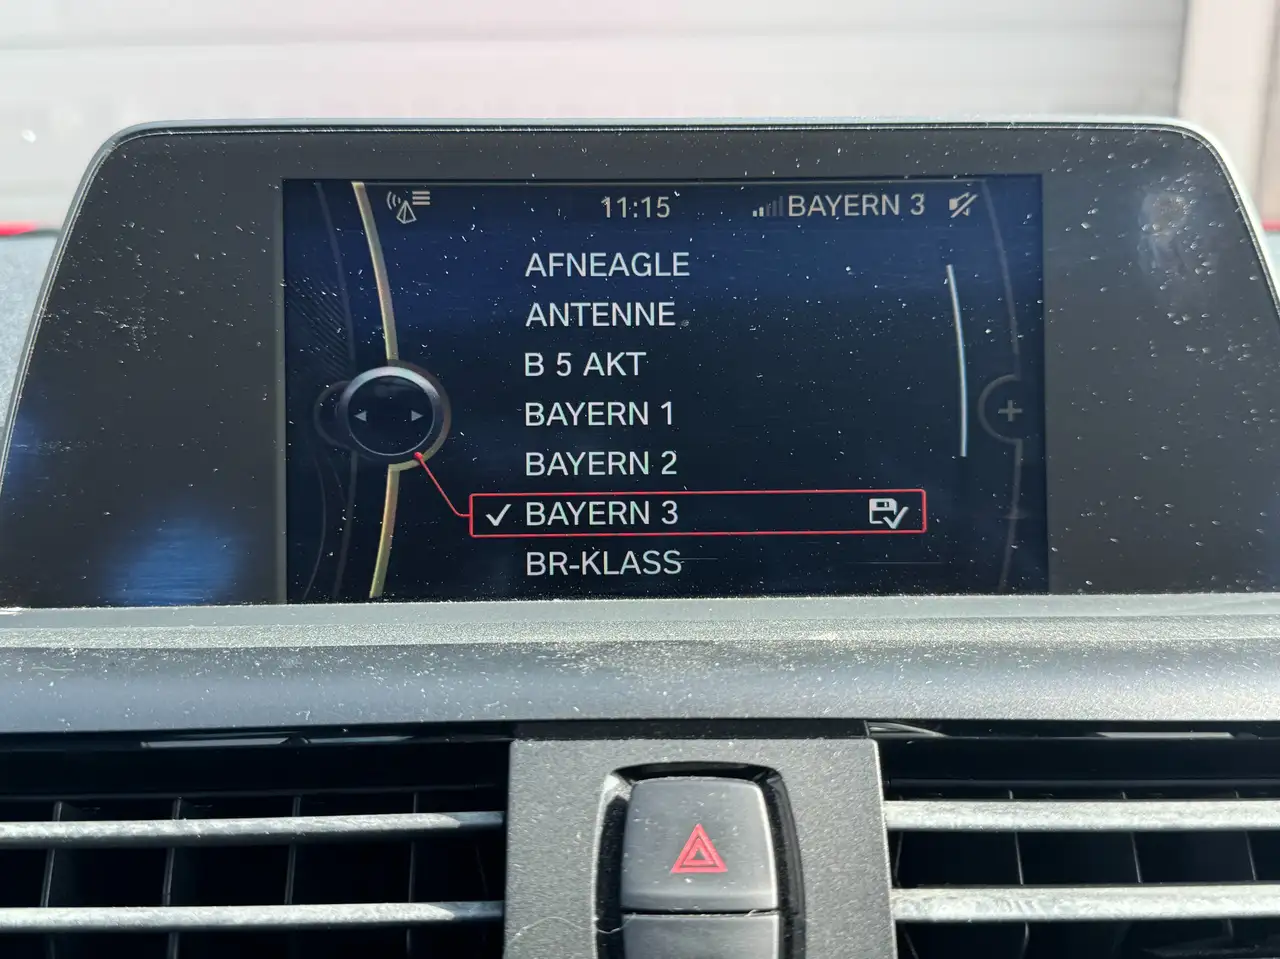 11:15 BAYERN 3
AFNEAGLE
ANTENNE
B 5 AKT
BAYERN 1
BAYERN 2
BAYERN 3
BR-KLASS